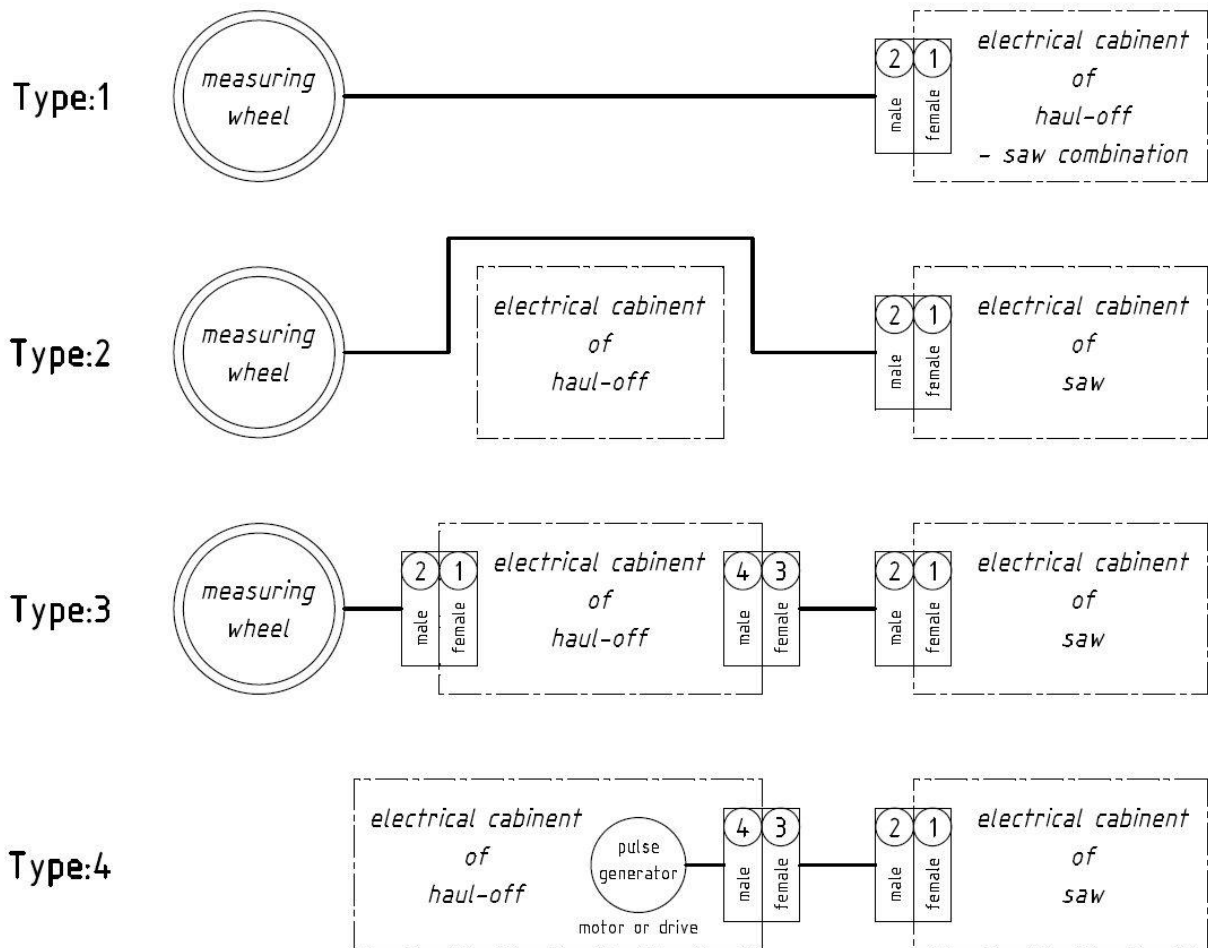 Type:1
measuring
wheel
2 1
male female
electrical cabinent
of
haul-off
- saw combination
Type:2
measuring
wheel
electrical cabinent
of
haul-off
2 1
male female
electrical cabinent
of
saw
Type:3
measuring
wheel
2 1
male female
electrical cabinent
of
haul-off
4 3
male female
2 1
male female
electrical cabinent
of
saw
Type:4
electrical cabinent
of
haul-off
pulse
generator
motor or drive
4 3
male female
2 1
male female
electrical cabinent
of
saw